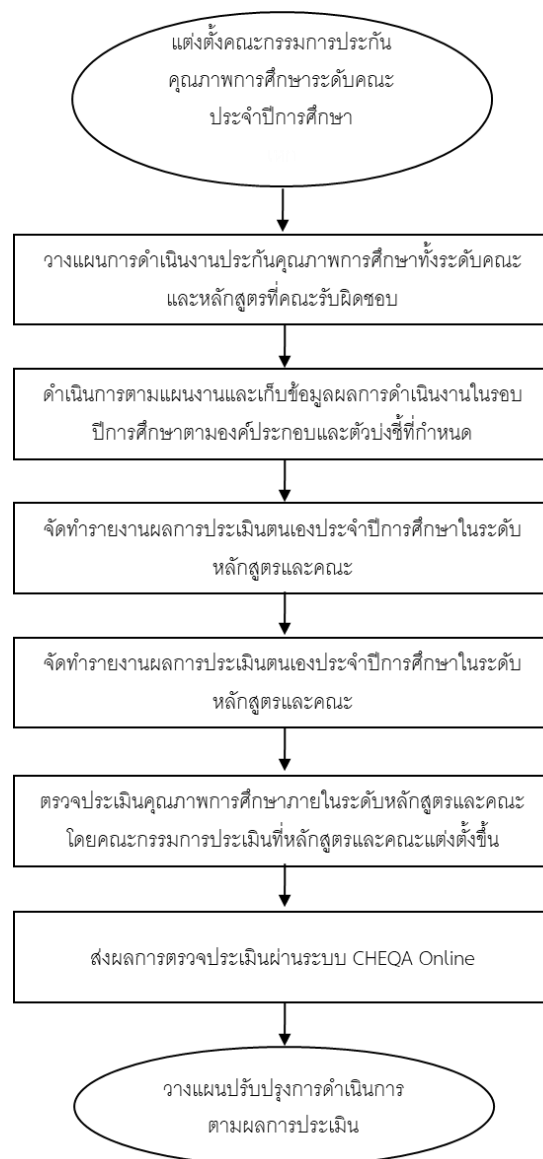 แต่งตั้งคณะกรรมการประกัน
คุณภาพการศึกษาระดับคณะ
ประจำปีการศึกษา
วางแผนการดำเนินงานประกันคุณภาพการศึกษาทั้งระดับคณะ
และหลักสูตรที่คณะรับผิดชอบ
ดำเนินการตามแผนงานและเก็บข้อมูลผลการดำเนินงานในรอบ
ปีการศึกษาตามองค์ประกอบและตัวบ่งชี้ที่กำหนด
จัดทำรายงานผลการประเมินตนเองประจำปีการศึกษาในระดับ
หลักสูตรและคณะ
จัดทำรายงานผลการประเมินตนเองประจำปีการศึกษาในระดับ
หลักสูตรและคณะ
ตรวจประเมินคุณภาพการศึกษาภายในระดับหลักสูตรและคณะ
โดยคณะกรรมการประเมินที่หลักสูตรและคณะแต่งตั้งขึ้น
ส่งผลการตรวจประเมินผ่านระบบ CHEQA Online
วางแผนปรับปรุงการดำเนินการ
ตามผลการประเมิน